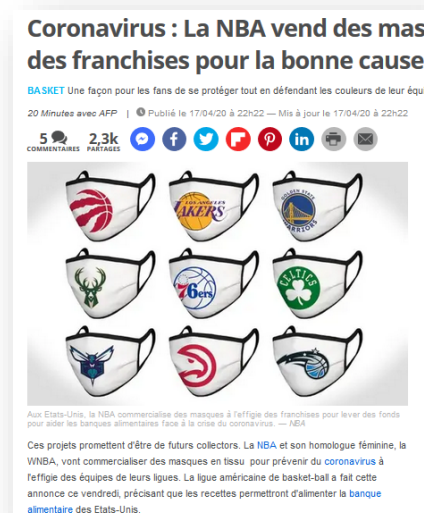 Coronavirus : La NBA vend des mas
des franchises pour la bonne cause
BASKET Une façon pour les fans de se protéger tout en défendant les couleurs de leur équi
20 Minutes avec AFP | Publié le 17/04/20 à 22h22 — Mis à jour le 17/04/20 à 22h22
5 2,3k
COMMENTAIRES PARTAGES
LOS ANGELES
LAKERS
GOLDEN STATE
WARRIORS
76ers
CELTICS
Aux Etats-Unis, la NBA commercialise des masques à l'effigie des franchises pour lever des fonds
pour aider les banques alimentaires face à la crise du coronavirus. — NBA
Ces projets promettent d'être de futurs collectors. La NBA et son homologue féminine, la
WNBA, vont commercialiser des masques en tissu pour prévenir du coronavirus à
l'effigie des équipes de leurs ligues. La ligue américaine de basket-ball a fait cette
annonce ce vendredi, précisant que les recettes permettront d'alimenter la banque
alimentaire des Etats-Unis.